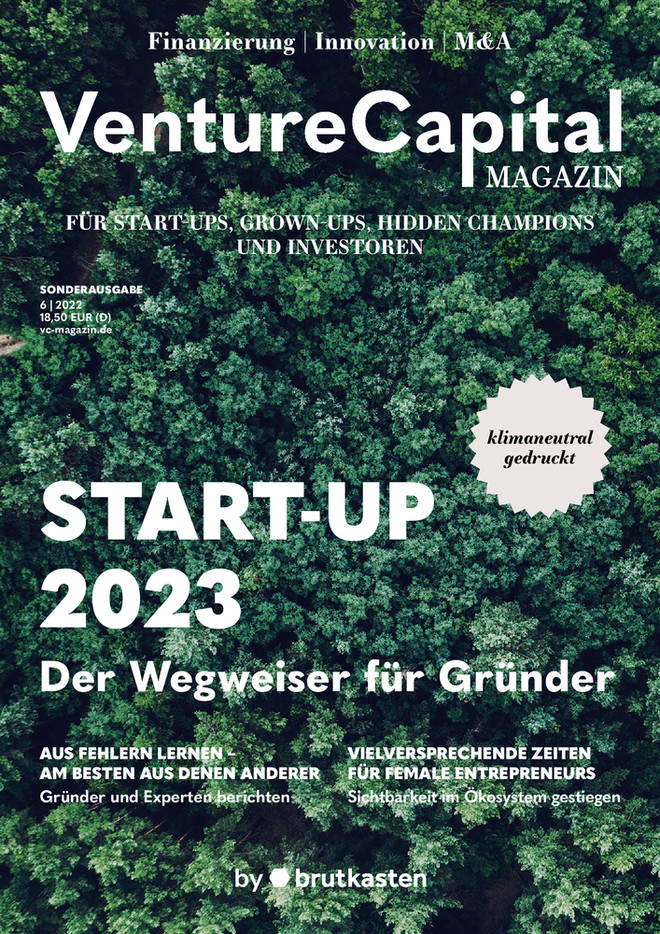 Finanzierung | Innovation | M&A
VentureCapital
MAGAZIN
FÜR START-UPS, GROWN-UPS, HIDDEN CHAMPIONS
UND INVESTOREN
SONDERAUSGABE
6 | 2022
18,50 EUR (D)
vc-magazin.de
klimaneutral
gedruckt
START-UP
2023
Der Wegweiser für Gründer
AUS FEHLERN LERNEN –
AM BESTEN AUS DENEN ANDERER
Gründer und Experten berichten
VIELVERSPRECHENDE ZEITEN
FÜR FEMALE ENTREPRENEURS
Sichtbarkeit im Ökosystem gestiegen
by brutkasten